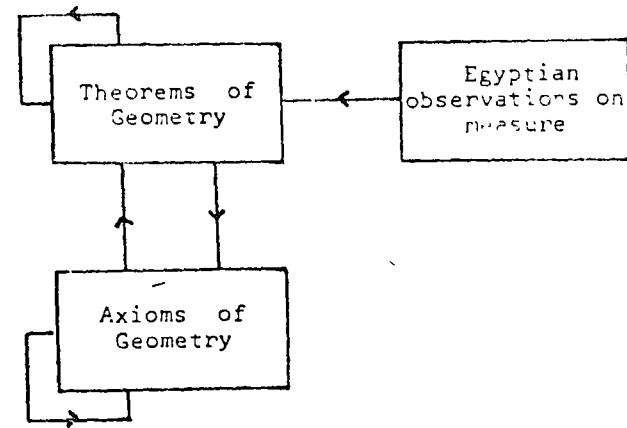 Theorems of
Geometry
Egyptian
observations on
measure
Axioms of
Geometry